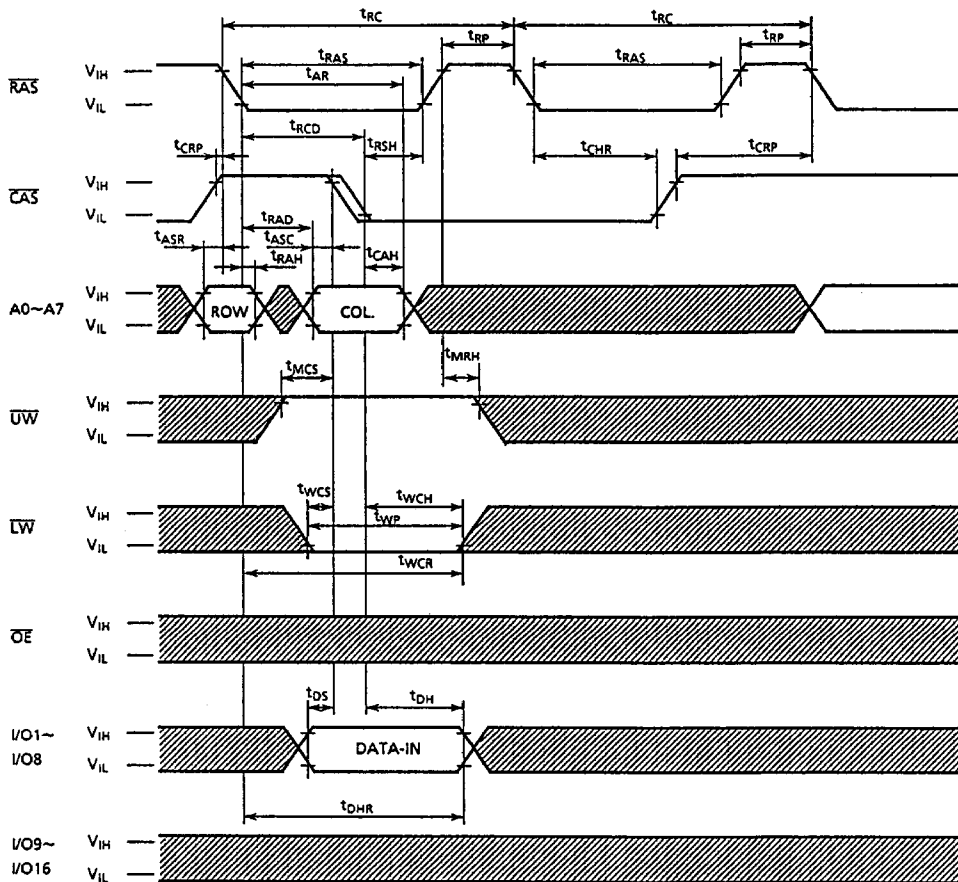 tRC tRC
tRP tRP
RAS VIH tRAS tRAS
tAR
VIL
tRCD
tCRP tRSH tCHR tCRP
CAS VIH
VIL
tRAD
tASR tASC
tRAH tCAH
A0~A7 VIH
ROW COL.
VIL
tMRH
tMCS
UW VIH
VIL
tWCS tWCH
LW VIH
tWP
VIL
tWCR
OE VIH
VIL
tDS tDH
I/O1~ VIH
DATA-IN
I/O8 VIL
tDHR
I/O9~ VIH
I/O16 VIL